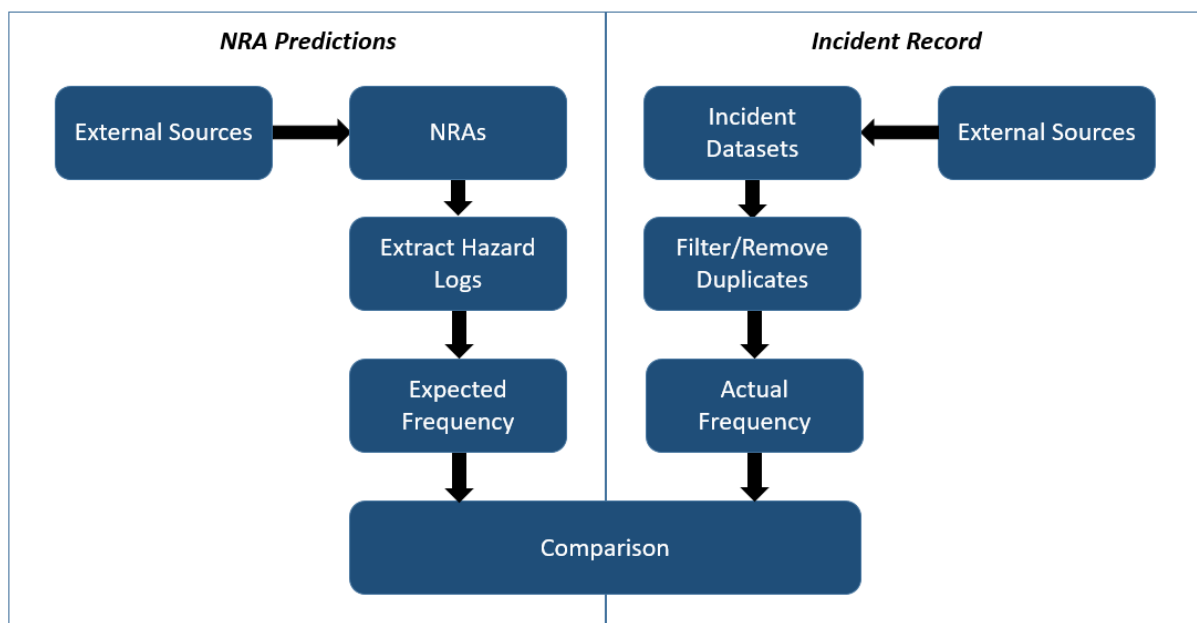 NRA Predictions
External Sources
NRAs
Extract Hazard
Logs
Expected
Frequency
Incident Record
Incident
Datasets
External Sources
Filter/Remove
Duplicates
Actual
Frequency
Comparison